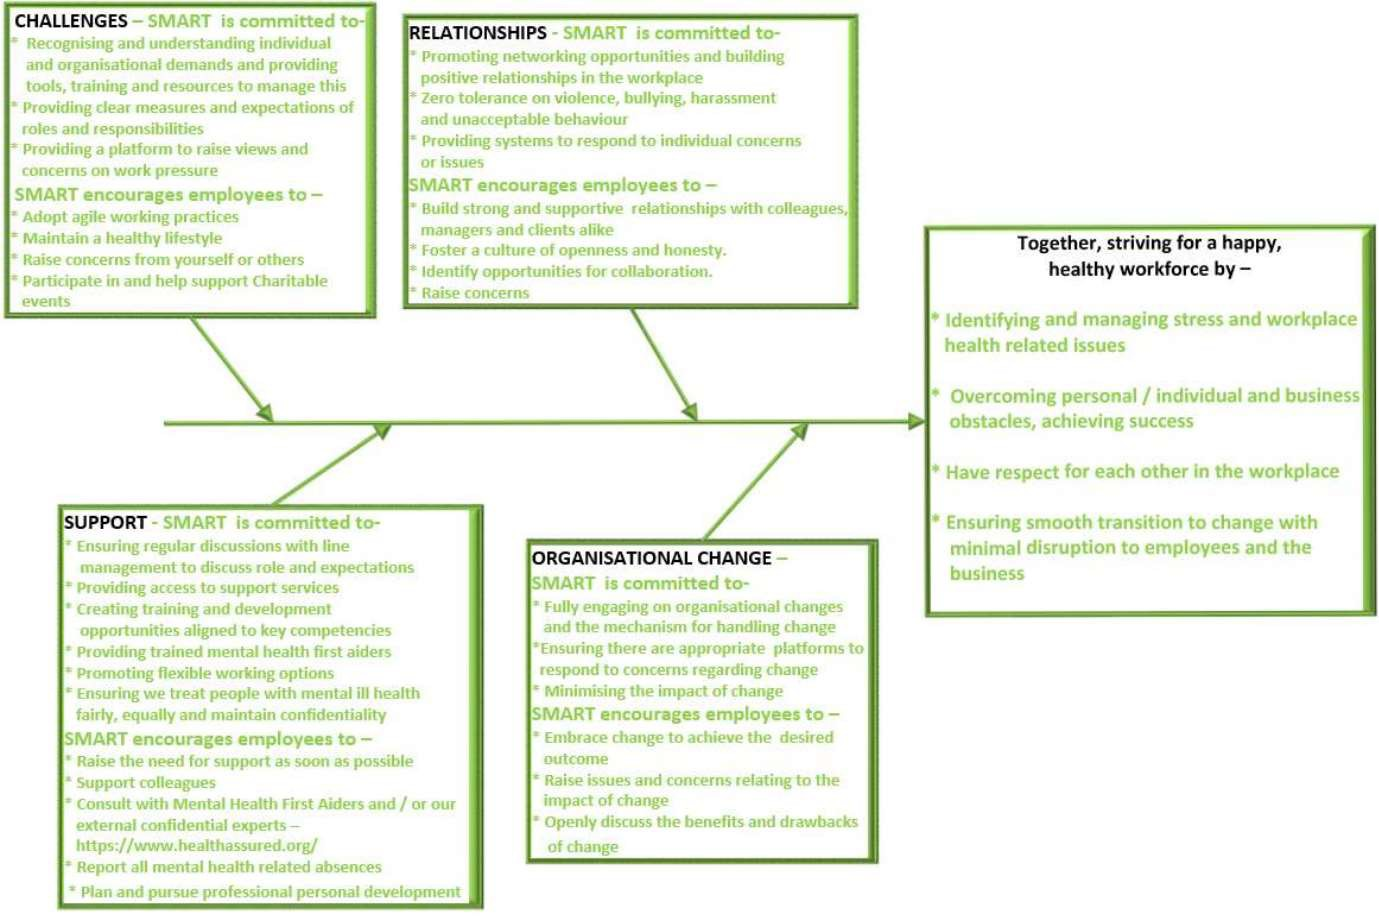 CHALLENGES – SMART is committed to-
* Recognising and understanding individual
and organisational demands and providing
tools, training and resources to manage this
* Providing clear measures and expectations of
roles and responsibilities
* Providing a platform to raise views and
concerns on work pressure
SMART encourages employees to –
* Adopt agile working practices
* Maintain a healthy lifestyle
* Raise concerns from yourself or others
* Participate in and help support Charitable
events
RELATIONSHIPS - SMART is committed to-
* Promoting networking opportunities and building
positive relationships in the workplace
* Zero tolerance on violence, bullying, harassment
and unacceptable behaviour
* Providing systems to respond to individual concerns
or issues
SMART encourages employees to –
* Build strong and supportive relationships with colleagues,
managers and clients alike
* Foster a culture of openness and honesty.
* Identify opportunities for collaboration.
* Raise concerns
Together, striving for a happy,
healthy workforce by –
* Identifying and managing stress and workplace
health related issues
* Overcoming personal / individual and business
obstacles, achieving success
* Have respect for each other in the workplace
* Ensuring smooth transition to change with
minimal disruption to employees and the
business
SUPPORT - SMART is committed to-
* Ensuring regular discussions with line
management to discuss role and expectations
* Providing access to support services
* Creating training and development
opportunities aligned to key competencies
* Providing trained mental health first aiders
* Promoting flexible working options
* Ensuring we treat people with mental ill health
fairly, equally and maintain confidentiality
SMART encourages employees to –
* Raise the need for support as soon as possible
* Support colleagues
* Consult with Mental Health First Aiders and / or our
external confidential experts –
https://www.healthassured.org/
* Report all mental health related absences
* Plan and pursue professional personal development
ORGANISATIONAL CHANGE –
SMART is committed to-
* Fully engaging on organisational changes
and the mechanism for handling change
*Ensuring there are appropriate platforms to
respond to concerns regarding change
* Minimising the impact of change
SMART encourages employees to –
* Embrace change to achieve the desired
outcome
* Raise issues and concerns relating to the
impact of change
* Openly discuss the benefits and drawbacks
of change